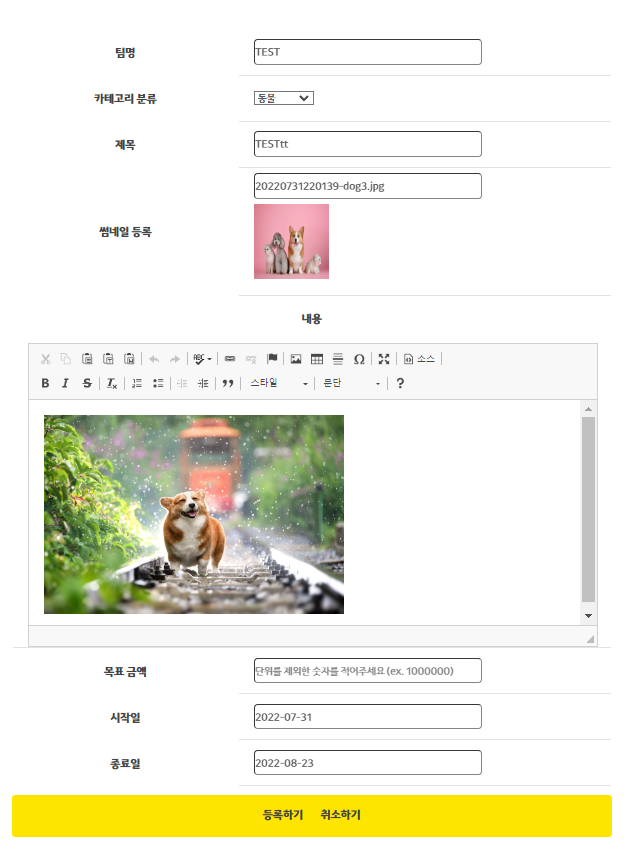 팀명 TEST
카테고리 분류 동물
제목 TESTtt
20220731220139-dog3.jpg
썸네일 등록
내용
ABC Ω 소스
B I S Ix 스타일 문단 ?
목표 금액 단위를 제외한 숫자를 적어주세요 (ex. 1000000)
시작일 2022-07-31
종료일 2022-08-23
등록하기 취소하기